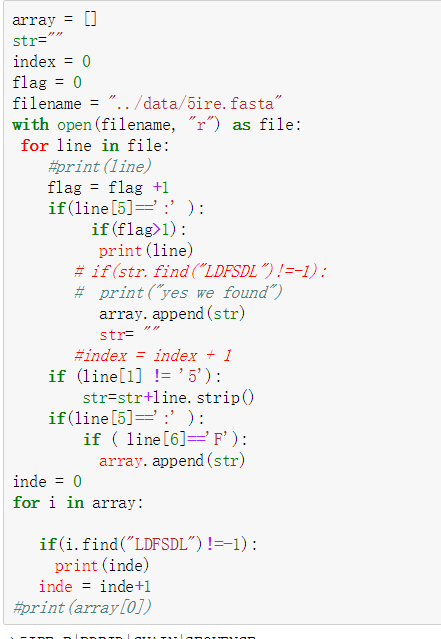 array = []
str=""
index = 0
flag = 0
filename = "../data/5ire.fasta"
with open(filename, "r") as file:
for line in file:
#print(line)
flag = flag +1
if(line[5]==':' ):
if(flag>1):
print(line)
# if(str.find("LDFSDL")!=-1):
# print("yes we found")
array.append(str)
str= ""
#index = index + 1
if (line[1] != '5'):
str=str+line.strip()
if(line[5]==':' ):
if ( line[6]=='F'):
array.append(str)
inde = 0
for i in array:
if(i.find("LDFSDL")!=-1):
print(inde)
inde = inde+1
#print(array[0])